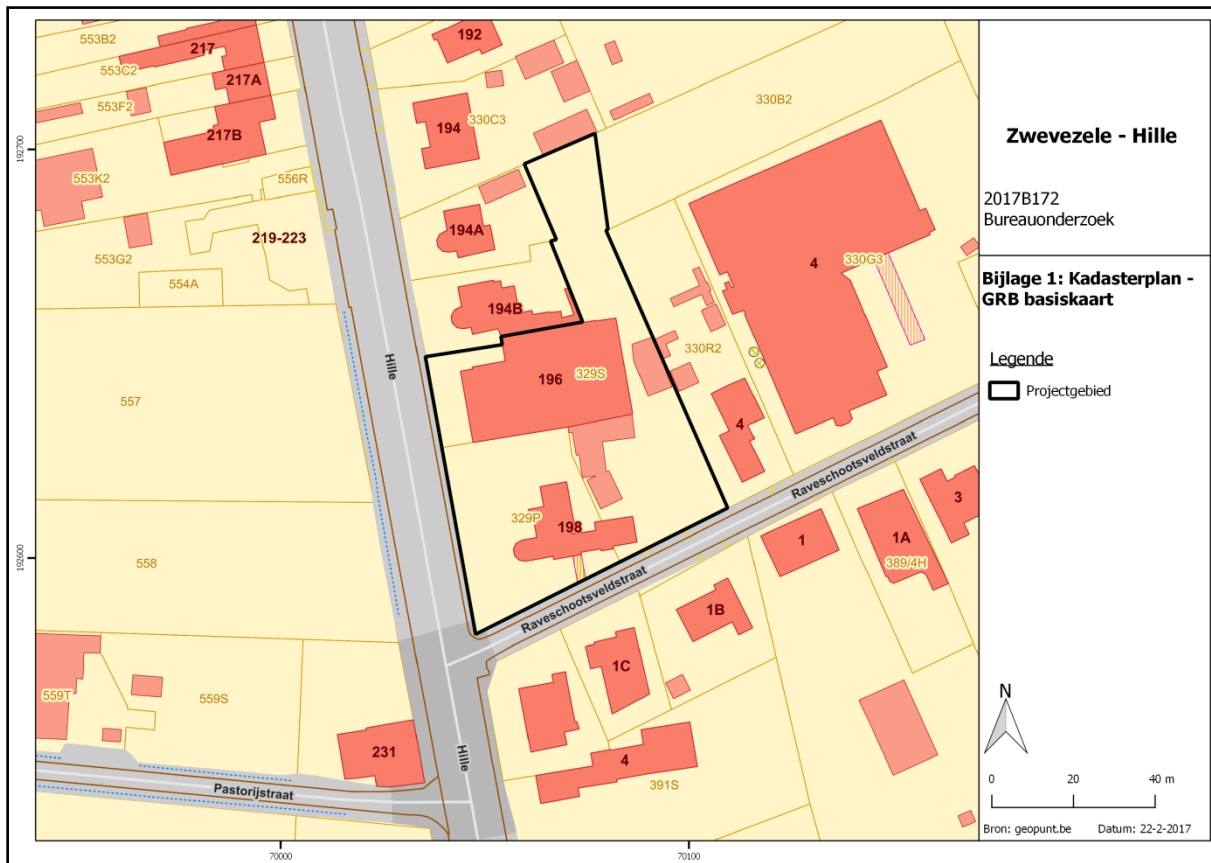 553B2
217
192
553C2
217A
553F2
330B2
217B
194
330C3
192700
553K2
556R
219-223
194A
553G2
554A
4
330G3
194B
Hille
330R2
196
329S
557
4
Raveschootsveldstraat
329P
198
3
1
1A
558
389/4H
192600
Raveschootsveldstraat
1B
1C
559T
559S
231
Hille
4
391S
Pastorijstraat
70000
70100
Zwevezele - Hille
2017B172
Bureauonderzoek
Bijlage 1: Kadasterplan -
GRB basiskaart
Legende
Projectgebied
N
0 20 40 m
Bron: geopunt.be Datum: 22-2-2017